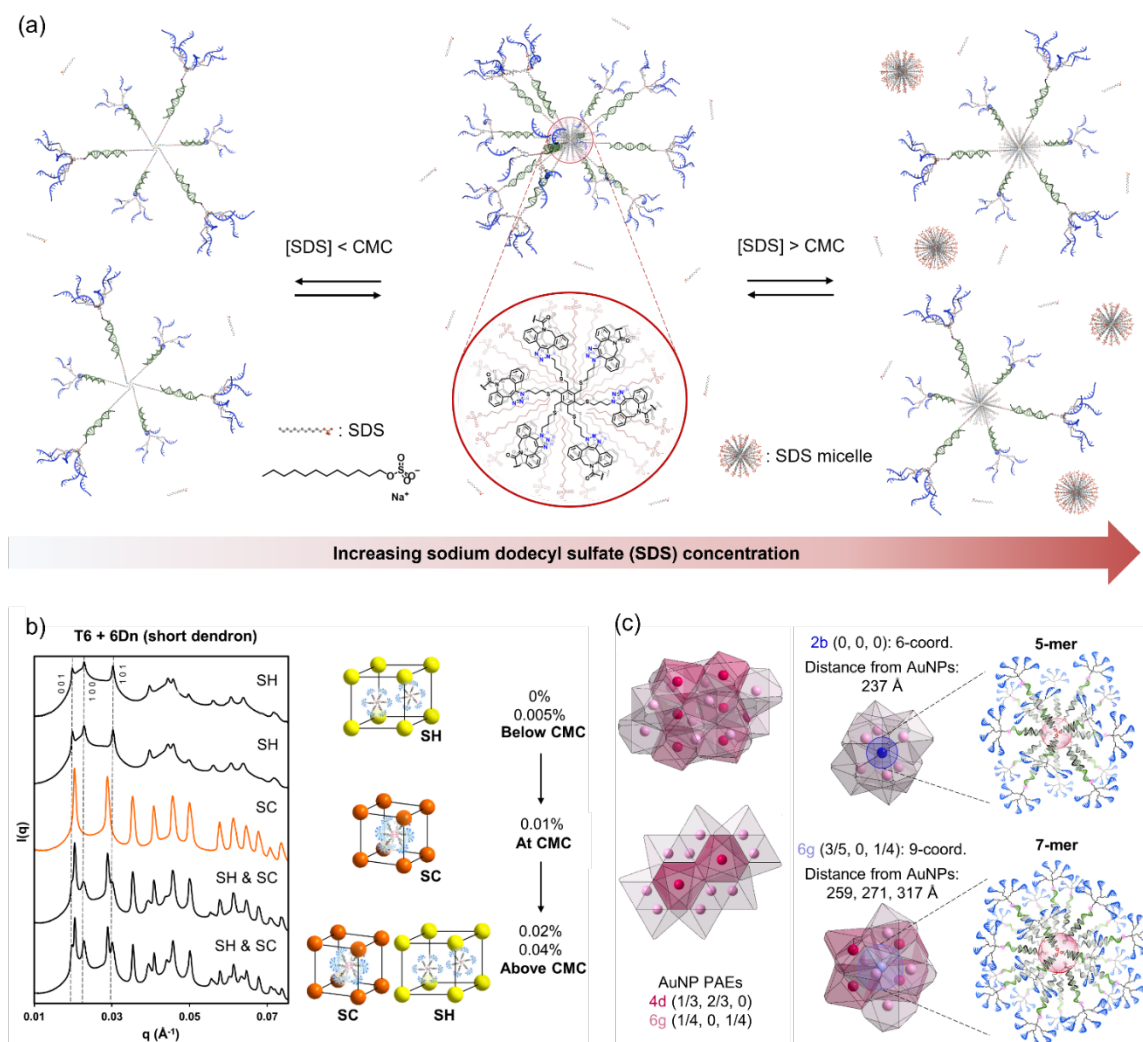 (a)
[SDS] < CMC
[SDS] > CMC
: SDS
: SDS micelle
Na⁺
Increasing sodium dodecyl sulfate (SDS) concentration
b)
T6 + 6Dn (short dendron)
001
100
101
SH
SH
SC
SH & SC
SH & SC
I(q)
0.01
0.03
0.05
0.07
q (Å⁻¹)
SH
0%
0.005%
Below CMC
SC
0.01%
At CMC
0.02%
0.04%
Above CMC
SC
SH
(c)
AuNP PAEs
4d (1/3, 2/3, 0)
6g (1/4, 0, 1/4)
2b (0, 0, 0): 6-coord.
Distance from AuNPs:
237 Å
5-mer
6g (3/5, 0, 1/4): 9-coord.
Distance from AuNPs:
259, 271, 317 Å
7-mer